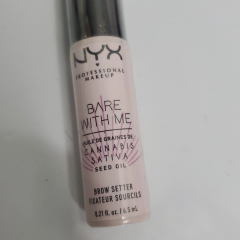 NYX
PROFESSIONAL MAKEUP
BARE
WITH ME
HUILE DE GRAINES DE
CANNABIS
SATIVA
SEED OIL
BROW SETTER
FIXATEUR SOURCILS
0.21 fl. oz. / 6.5 mL